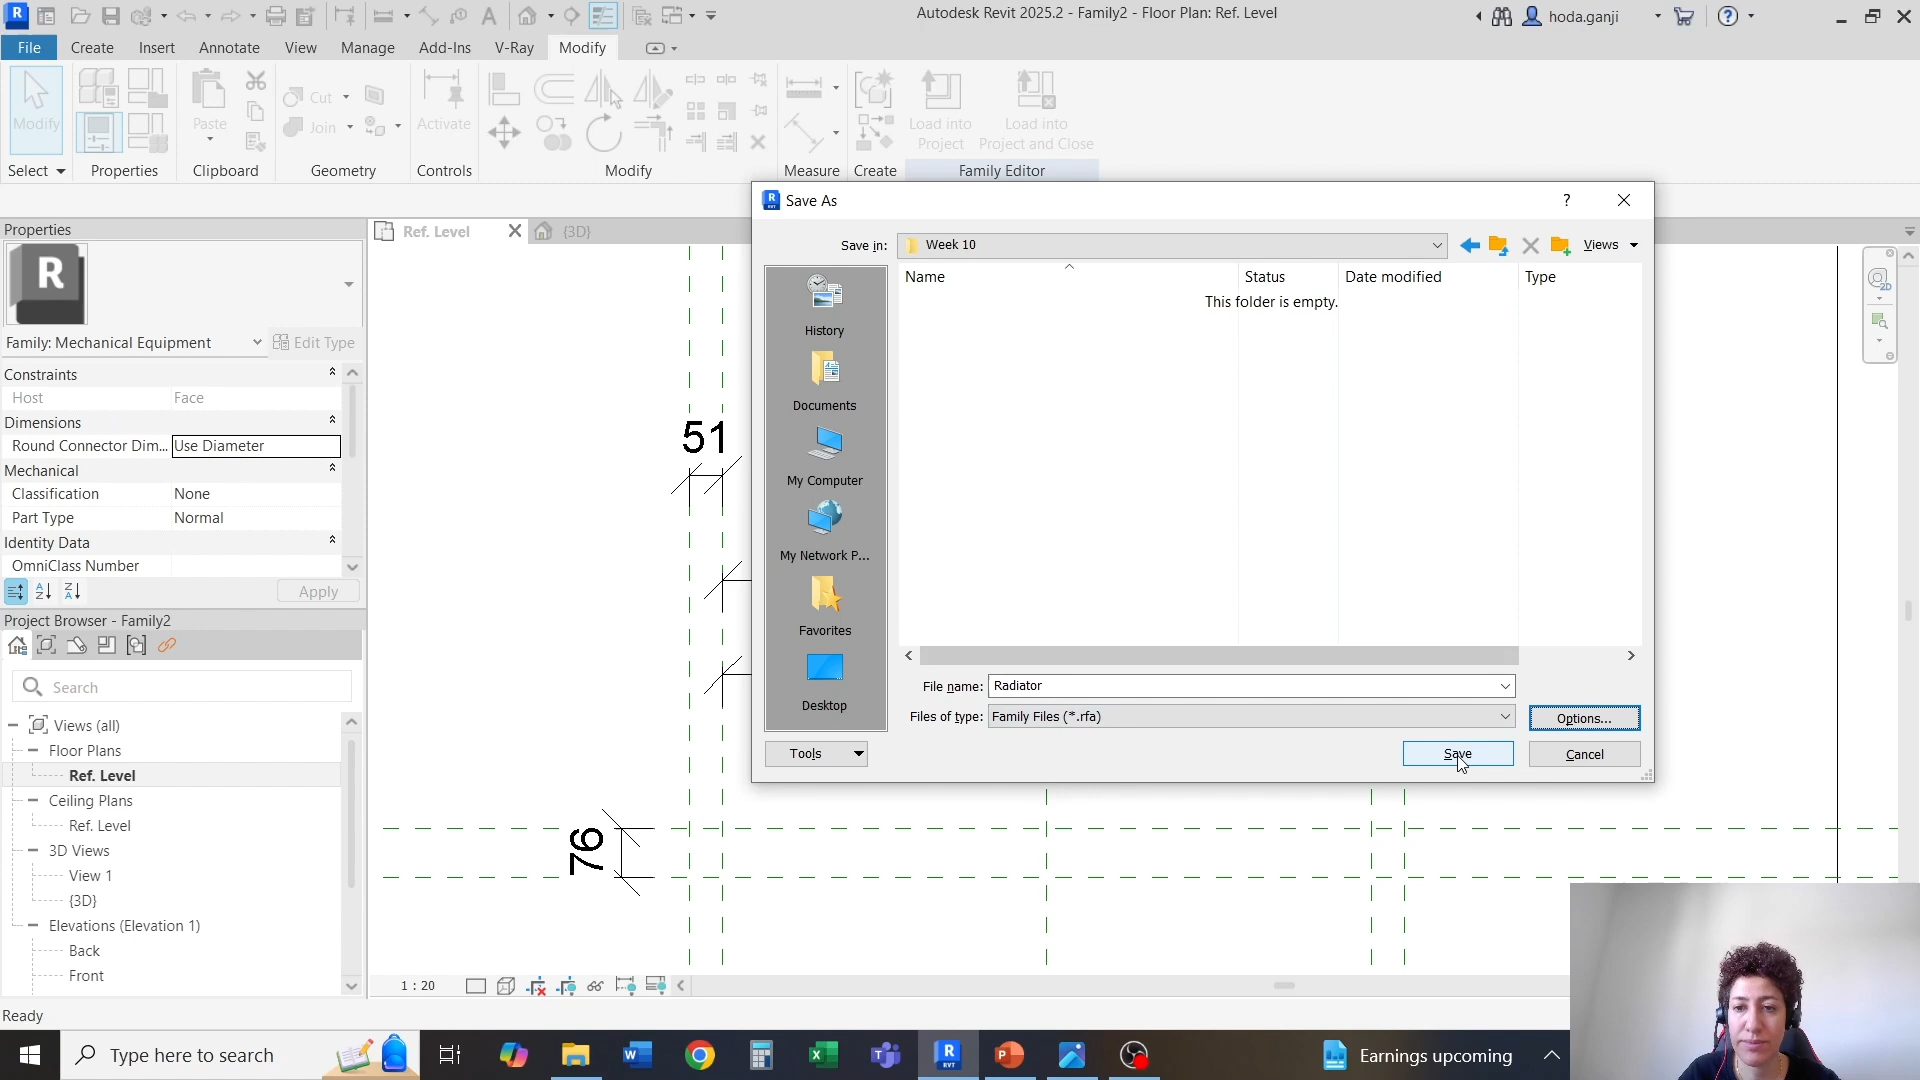 R
Autodesk Revit 2025.2 - Family2 - Floor Plan: Ref. Level
hoda.ganji
File
Create
Insert
Annotate
View
Manage
Add-Ins
V-Ray
Modify
Modify
Paste
Cut
Join
Activate
Load into
Project
Load into
Project and Close
Select
Properties
Clipboard
Geometry
Controls
Modify
Measure
Create
Family Editor
Properties
R
Family: Mechanical Equipment
Edit Type
Constraints
Host
Face
Dimensions
Round Connector Dim...
Use Diameter
Mechanical
Classification
None
Part Type
Normal
Identity Data
OmniClass Number
Apply
Project Browser - Family2
Search
Views (all)
Floor Plans
Ref. Level
Ceiling Plans
Ref. Level
3D Views
View 1
{3D}
Elevations (Elevation 1)
Back
Front
Ref. Level
{3D}
51
76
2D
R
RVT
Save As
?
Save in:
Week 10
Views
Name
Status
Date modified
Type
This folder is empty.
History
Documents
My Computer
My Network P...
Favorites
Desktop
File name:
Radiator
Files of type:
Family Files (*.rfa)
Options...
Tools
Save
Cancel
1 : 20
Ready
Type here to search
R
RVT
Earnings upcoming